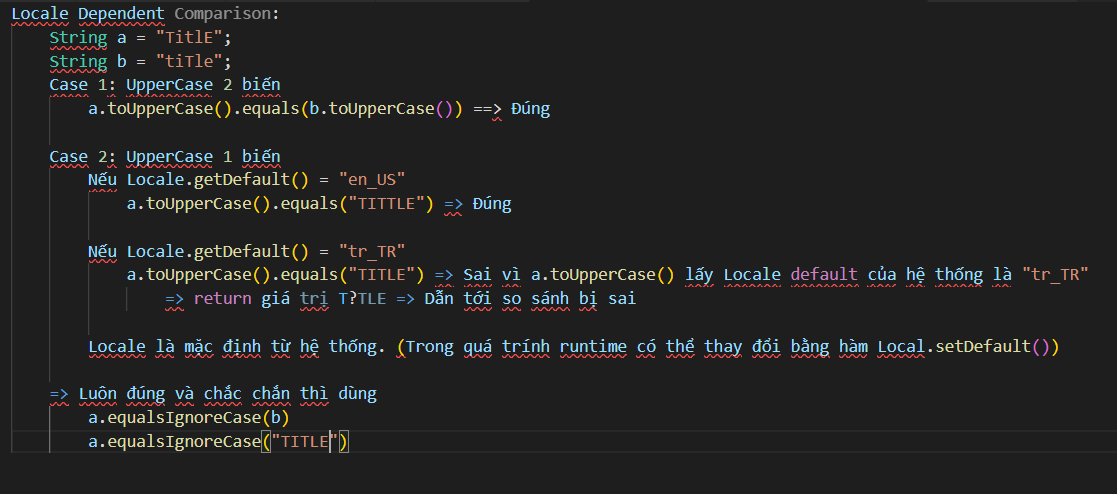 Locale Dependent Comparison:
String a = "TitlE";
String b = "tiTle";
Case 1: UpperCase 2 biến
a.toUpperCase().equals(b.toUpperCase()) ==> Đúng
Case 2: UpperCase 1 biến
Nếu Locale.getDefault() = "en_US"
a.toUpperCase().equals("TITTLE") => Đúng
Nếu Locale.getDefault() = "tr_TR"
a.toUpperCase().equals("TITLE") => Sai vì a.toUpperCase() lấy Locale default của hệ thống là "tr_TR"
=> return giá trị T?TLE => Dẫn tới so sánh bị sai
Locale là mặc định từ hệ thống. (Trong quá trính runtime có thể thay đổi bằng hàm Local.setDefault())
=> Luôn đúng và chắc chắn thì dùng
a.equalsIgnoreCase(b)
a.equalsIgnoreCase("TITLE")